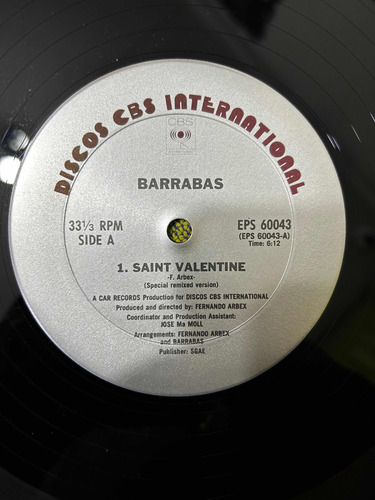 DISCOS CBS INTERNATIONAL
CBS
BARRABAS
33⅓ RPM
SIDE A
EPS 60043
(EPS 60043-A)
Time: 6:12
1. SAINT VALENTINE
-F. Arbex-
(Special remixed version)
A CAR RECORDS Production for DISCOS CBS INTERNATIONAL
Produced and directed by: FERNANDO ARBEX
Coordinator and Production Assistant:
JOSE Ma MOLL
Arrangements: FERNANDO ARBEX
and BARRABAS
Publisher: SGAE